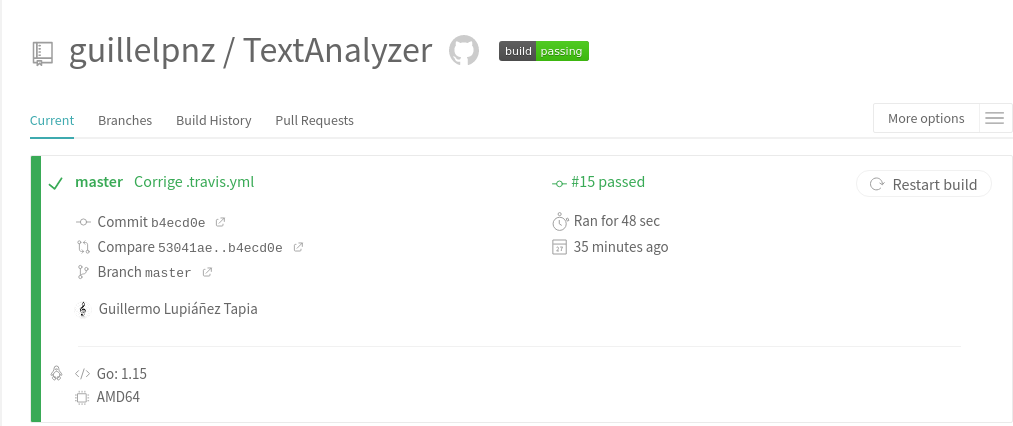 guillelpnz / TextAnalyzer build passing
Current Branches Build History Pull Requests More options
master Corrige .travis.yml #15 passed Restart build
Commit b4ecd0e Ran for 48 sec
Compare 53041ae..b4ecd0e 35 minutes ago
Branch master
Guillermo Lupiáñez Tapia
Go: 1.15
AMD64